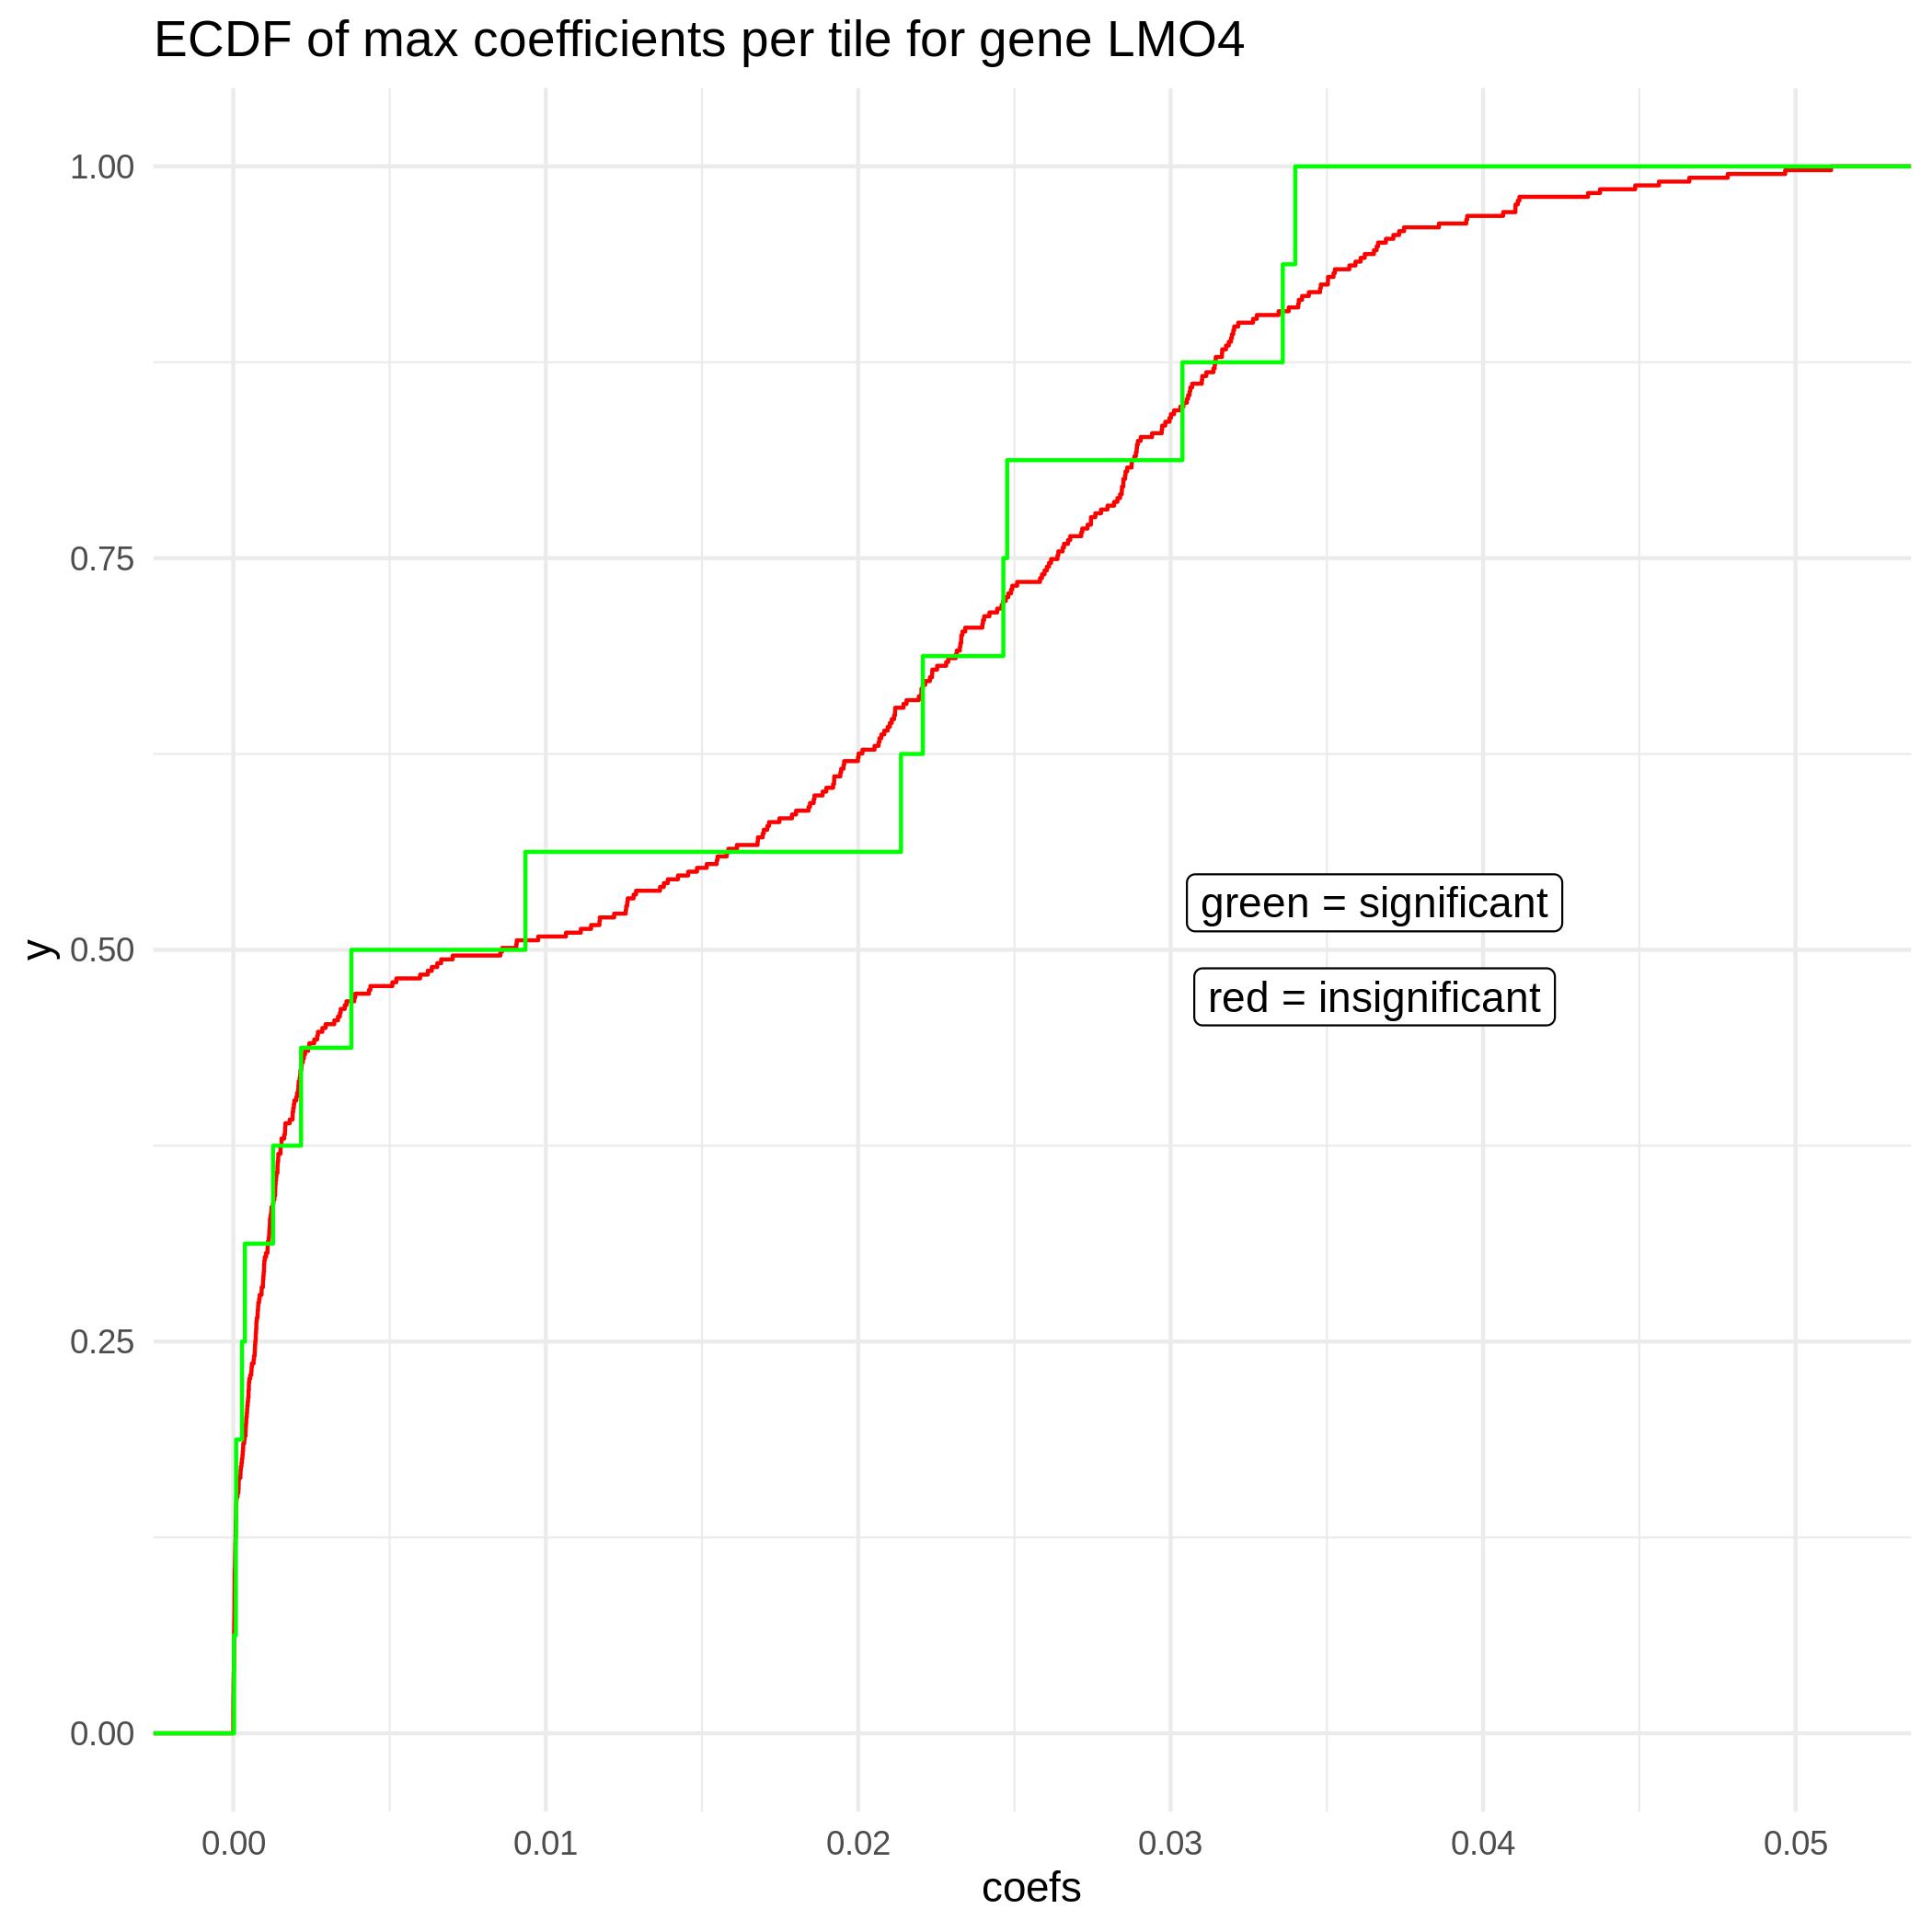 ECDF of max coefficients per tile for gene LMO4
1.00
0.75
0.50
0.25
0.00
y
green = significant
red = insignificant
0.00 0.01 0.02 0.03 0.04 0.05
coefs